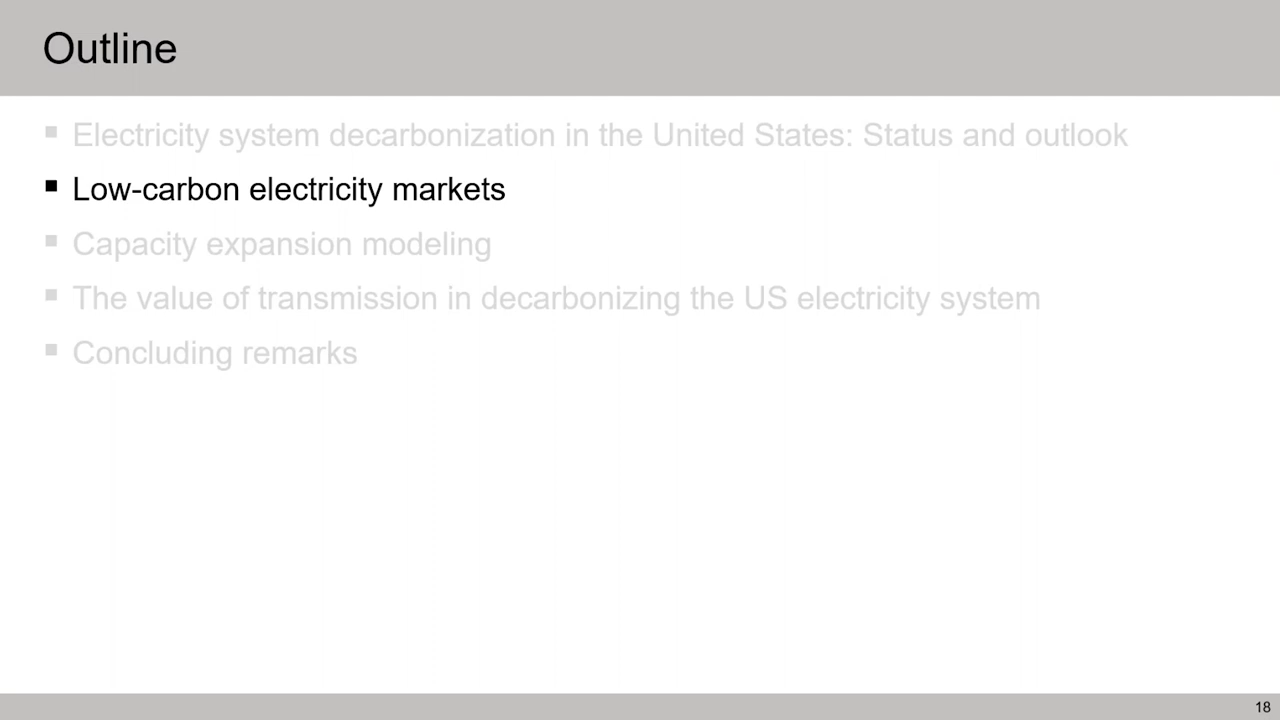 Outline
▪ Electricity system decarbonization in the United States: Status and outlook
▪ Low-carbon electricity markets
▪ Capacity expansion modeling
▪ The value of transmission in decarbonizing the US electricity system
▪ Concluding remarks
18